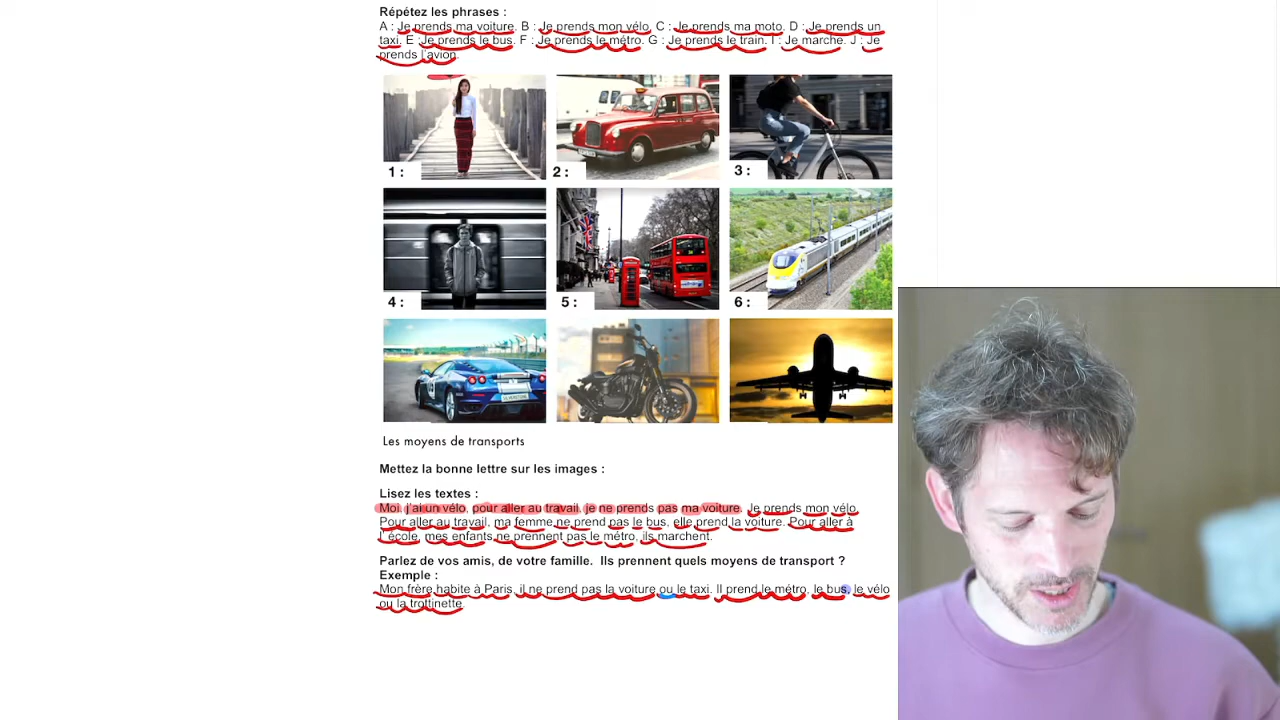 Répétez les phrases :
A : Je prends ma voiture. B : Je prends mon vélo. C : Je prends ma moto. D : Je prends un
taxi. E : Je prends le bus. F : Je prends le métro. G : Je prends le train. I : Je marche. J : Je
prends l'avion.
1 :
2 :
3 :
4 :
5 :
6 :
Les moyens de transports
Mettez la bonne lettre sur les images :
Lisez les textes :
Moi, j'ai un vélo, pour aller au travail, je ne prends pas ma voiture. Je prends mon vélo.
Pour aller au travail, ma femme ne prend pas le bus, elle prend la voiture. Pour aller à
l' école, mes enfants ne prennent pas le métro, ils marchent.
Parlez de vos amis, de votre famille. Ils prennent quels moyens de transport ?
Exemple :
Mon frère habite à Paris, il ne prend pas la voiture ou le taxi. Il prend le métro, le bus, le vélo
ou la trottinette.